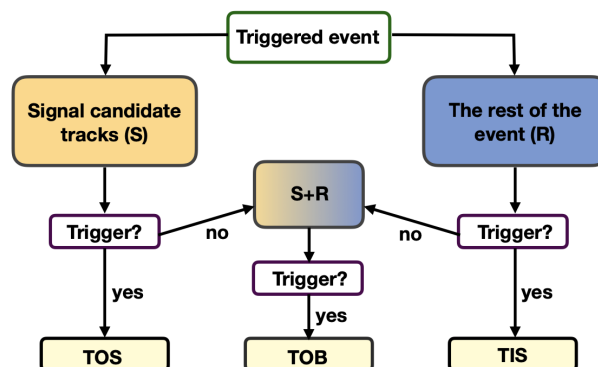 Triggered event
Signal candidate
tracks (S)
The rest of the
event (R)
S+R
Trigger?
no
no
Trigger?
Trigger?
yes
yes
yes
TOS
TOB
TIS